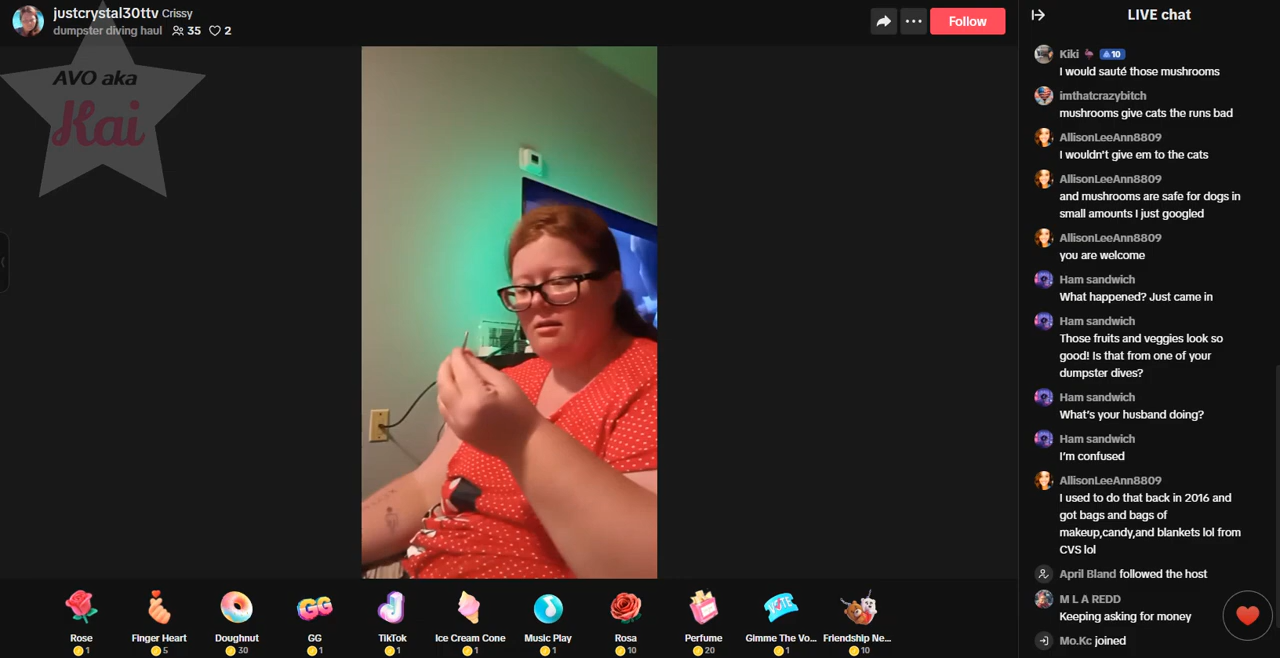 justcrystal30ttv Crissy
dumpster diving haul 35 2
Follow
AVO aka
Kai
LIVE chat
Kiki 10
I would sauté those mushrooms
imthatcrazybitch
mushrooms give cats the runs bad
AllisonLeeAnn8809
I wouldn't give em to the cats
AllisonLeeAnn8809
and mushrooms are safe for dogs in
small amounts I just googled
AllisonLeeAnn8809
you are welcome
Ham sandwich
What happened? Just came in
Ham sandwich
Those fruits and veggies look so
good! Is that from one of your
dumpster dives?
Ham sandwich
What's your husband doing?
Ham sandwich
I'm confused
AllisonLeeAnn8809
I used to do that back in 2016 and
got bags and bags of
makeup,candy,and blankets lol from
CVS lol
April Bland followed the host
M L A REDD
Keeping asking for money
Mo.Kc joined
GG
VOTE
Rose Finger Heart Doughnut GG TikTok Ice Cream Cone Music Play Rosa Perfume Gimme The Vo... Friendship Ne...
1 5 30 1 1 1 1 10 20 1 10